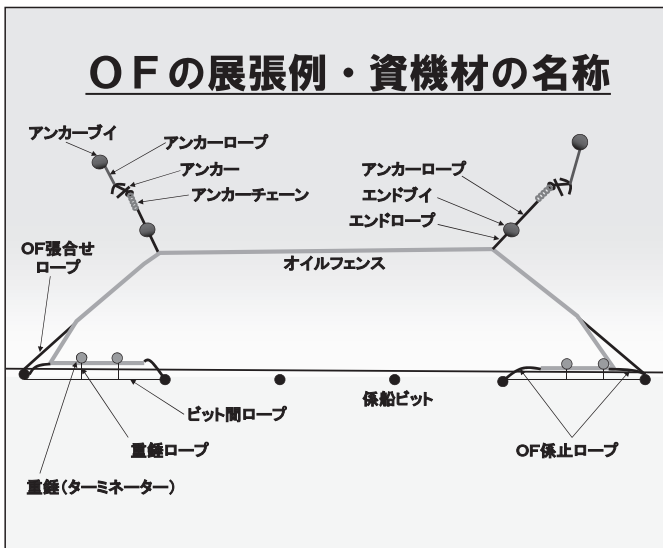 ＯＦの展張例・資機材の名称
アンカーブイ
アンカーロープ
アンカー
アンカーチェーン
アンカーロープ
エンドブイ
エンドロープ
OF張合せ
ロープ
オイルフェンス
ビット間ロープ
係船ビット
重錘ロープ
OF係止ロープ
重錘（ターミネーター）